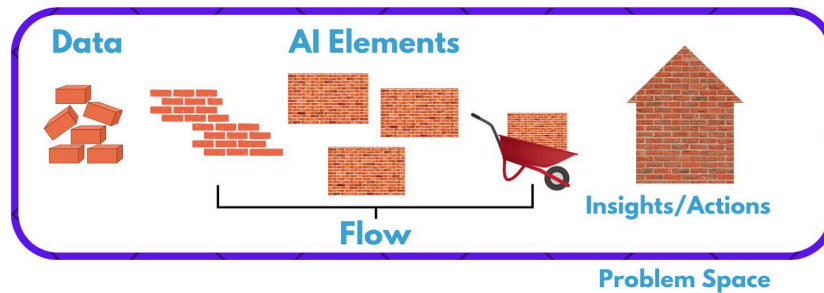 Data
AI Elements
Insights/Actions
Flow
Problem Space